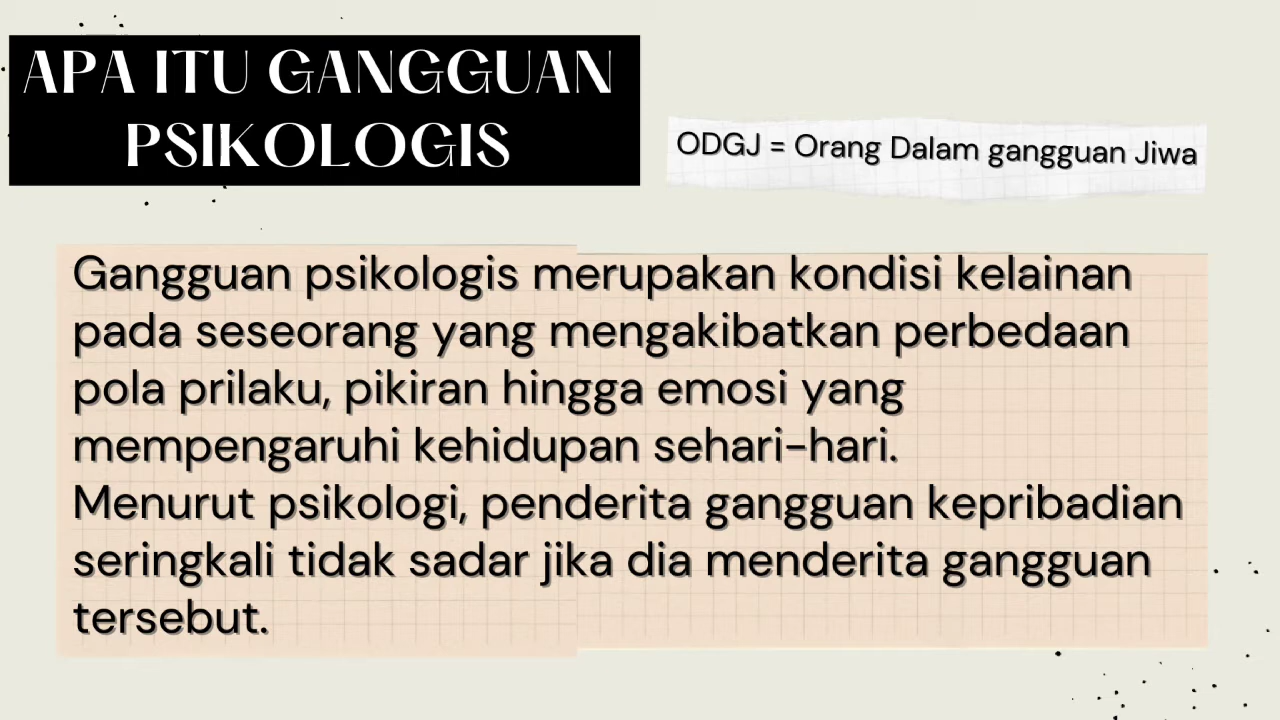 APA ITU GANGGUAN
PSIKOLOGIS
ODGJ = Orang Dalam gangguan Jiwa
Gangguan psikologis merupakan kondisi kelainan
pada seseorang yang mengakibatkan perbedaan
pola prilaku, pikiran hingga emosi yang
mempengaruhi kehidupan sehari-hari.
Menurut psikologi, penderita gangguan kepribadian
seringkali tidak sadar jika dia menderita gangguan
tersebut.